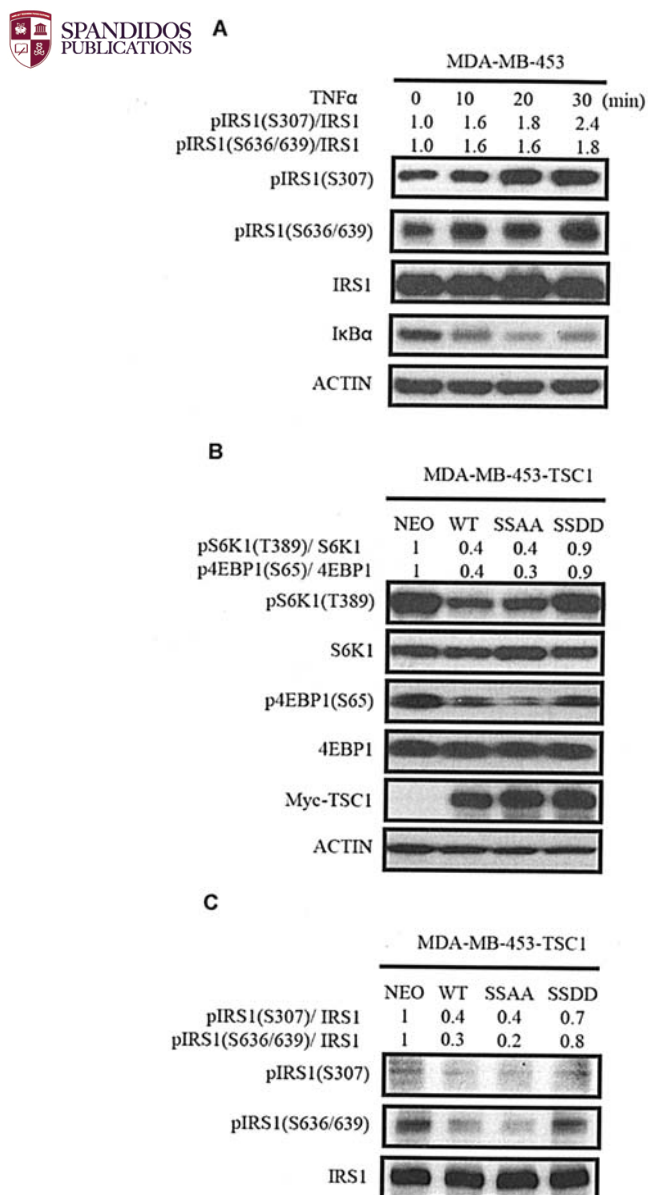 SPANDIDOS
PUBLICATIONS
A
MDA-MB-453
TNFα 0 10 20 30 (min)
pIRS1(S307)/IRS1 1.0 1.6 1.8 2.4
pIRS1(S636/639)/IRS1 1.0 1.6 1.6 1.8
pIRS1(S307)
pIRS1(S636/639)
IRS1
IκBα
ACTIN
B
MDA-MB-453-TSC1
NEO WT SSAA SSDD
pS6K1(T389)/ S6K1 1 0.4 0.4 0.9
p4EBP1(S65)/ 4EBP1 1 0.4 0.3 0.9
pS6K1(T389)
S6K1
p4EBP1(S65)
4EBP1
Myc-TSC1
ACTIN
C
MDA-MB-453-TSC1
NEO WT SSAA SSDD
pIRS1(S307)/ IRS1 1 0.4 0.4 0.7
pIRS1(S636/639)/ IRS1 1 0.3 0.2 0.8
pIRS1(S307)
pIRS1(S636/639)
IRS1